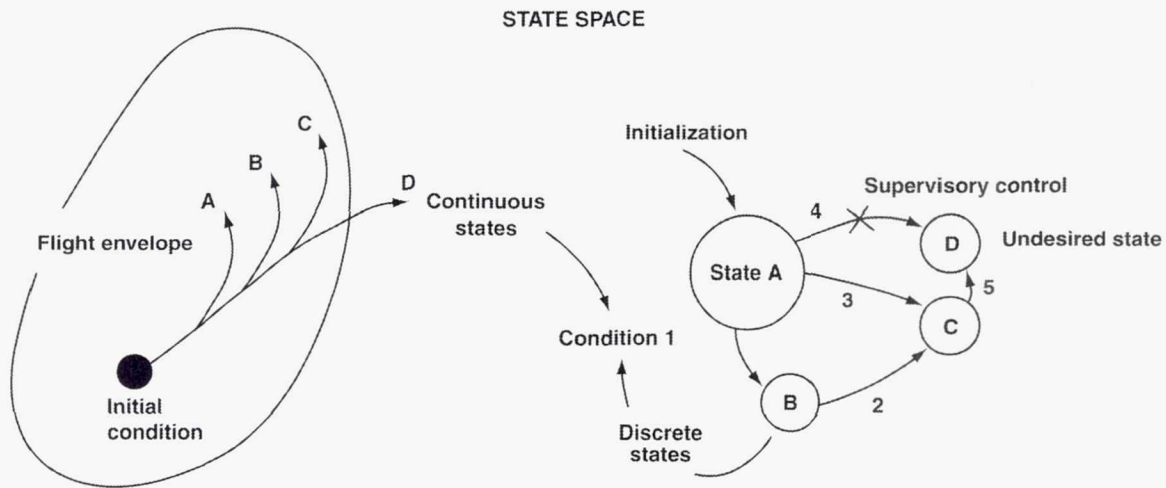 STATE SPACE
Flight envelope
Initial
condition
A
B
C
D
Continuous
states
Condition 1
Discrete
states
Initialization
State A
4
Supervisory control
D
Undesired state
3
5
C
B
2